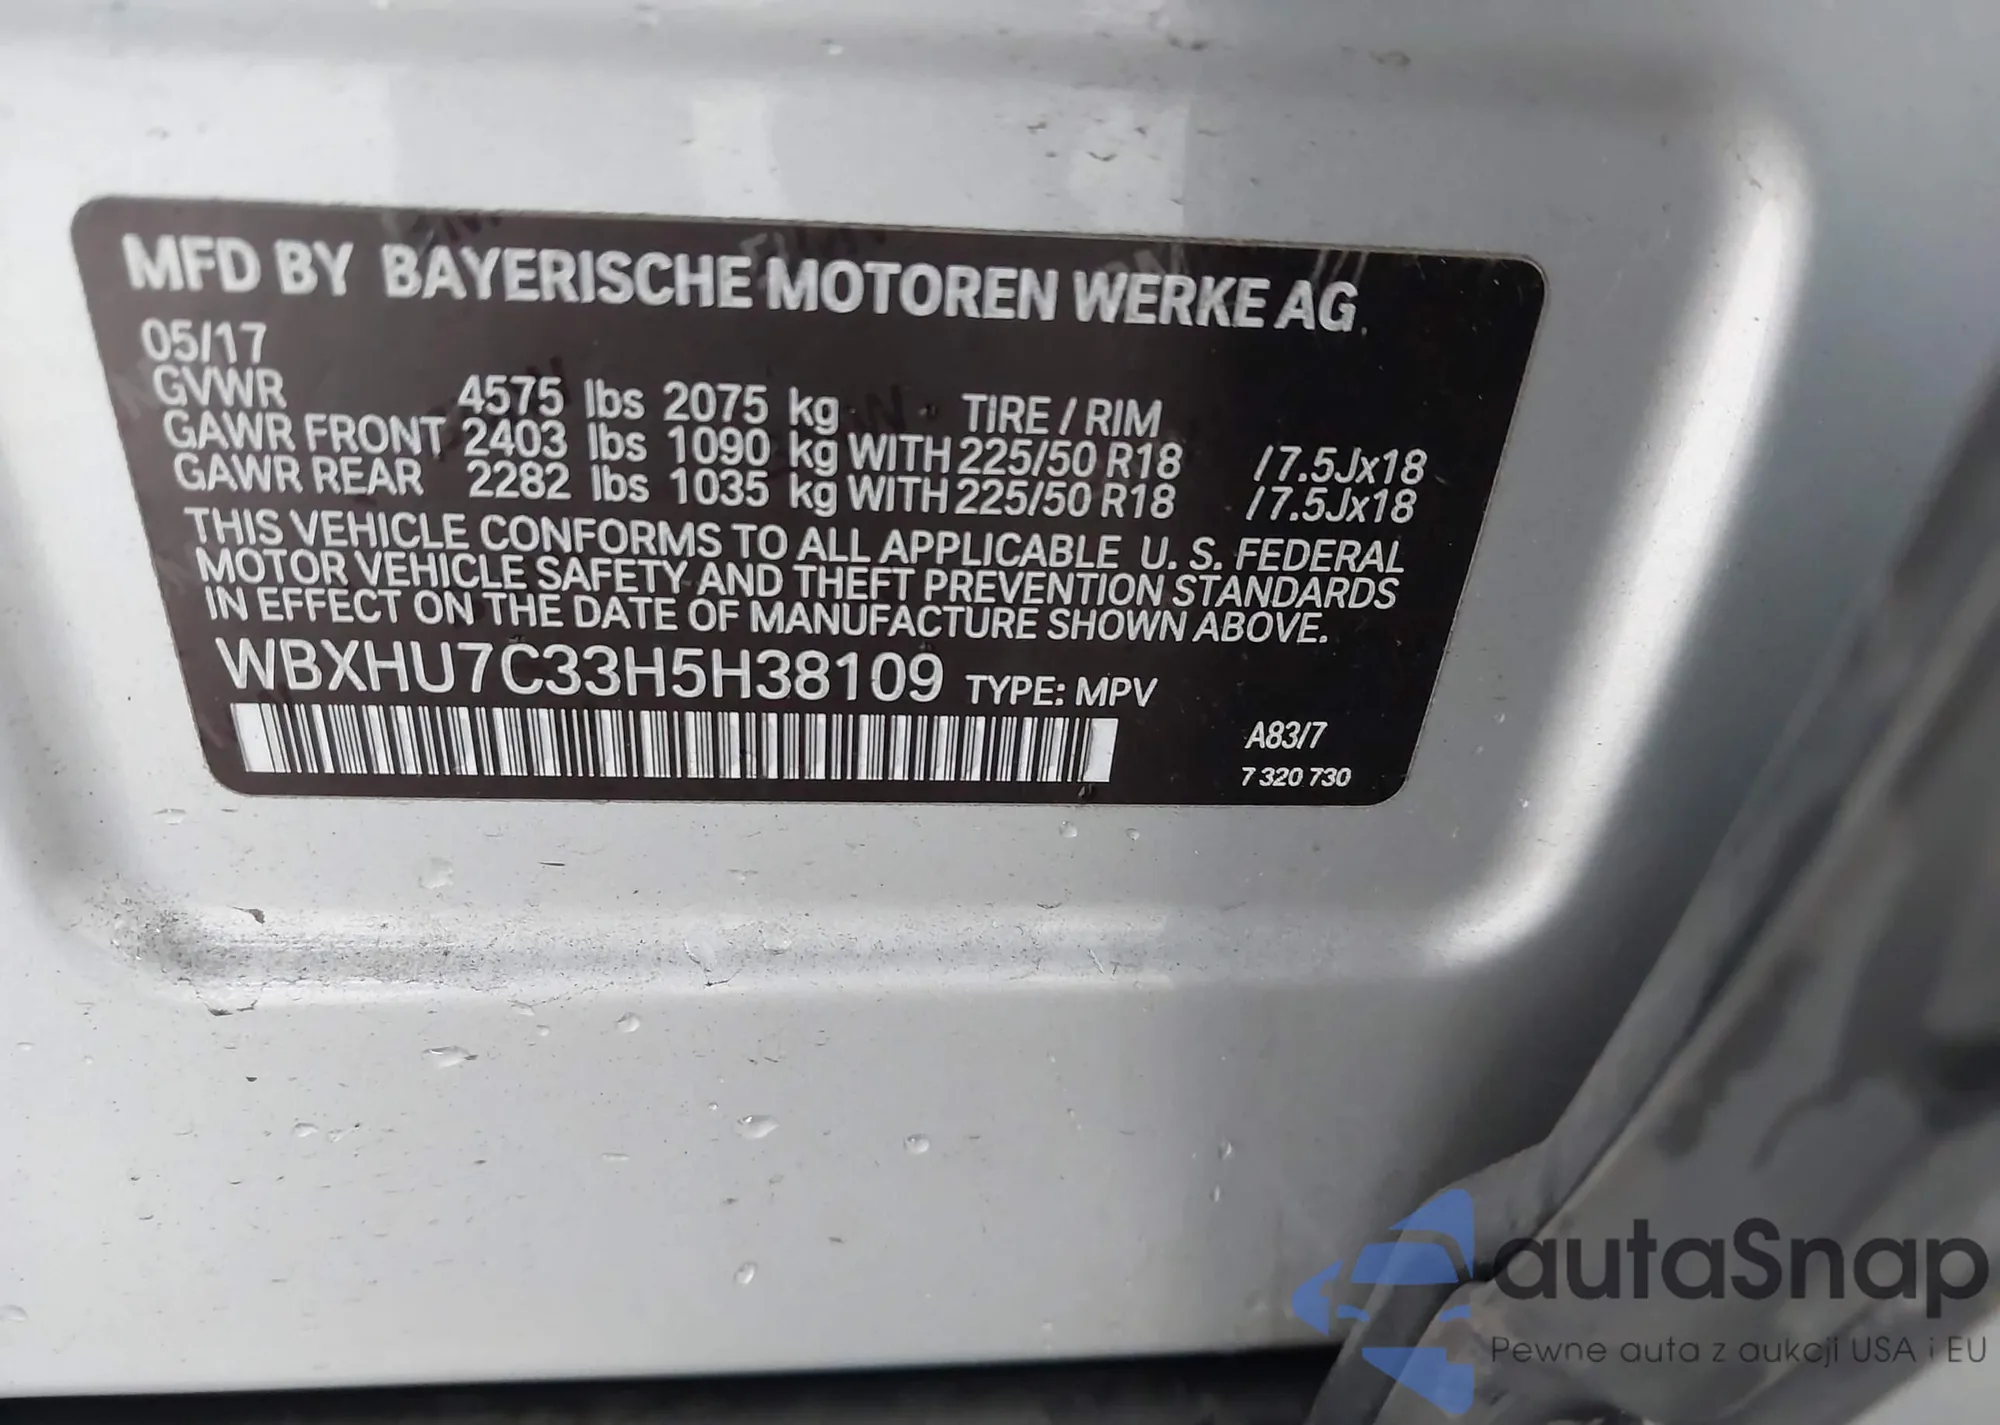 MFD BY BAYERISCHE MOTOREN WERKE AG
05/17
GVWR 4575 lbs 2075 kg TIRE / RIM
GAWR FRONT 2403 lbs 1090 kg WITH 225/50 R18 /7.5Jx18
GAWR REAR 2282 lbs 1035 kg WITH 225/50 R18 /7.5Jx18
THIS VEHICLE CONFORMS TO ALL APPLICABLE U. S. FEDERAL
MOTOR VEHICLE SAFETY AND THEFT PREVENTION STANDARDS
IN EFFECT ON THE DATE OF MANUFACTURE SHOWN ABOVE.
WBXHU7C33H5H38109 TYPE: MPV
A83/7
7 320 730
autoSnap
Pewne auta z aukcji USA i EU